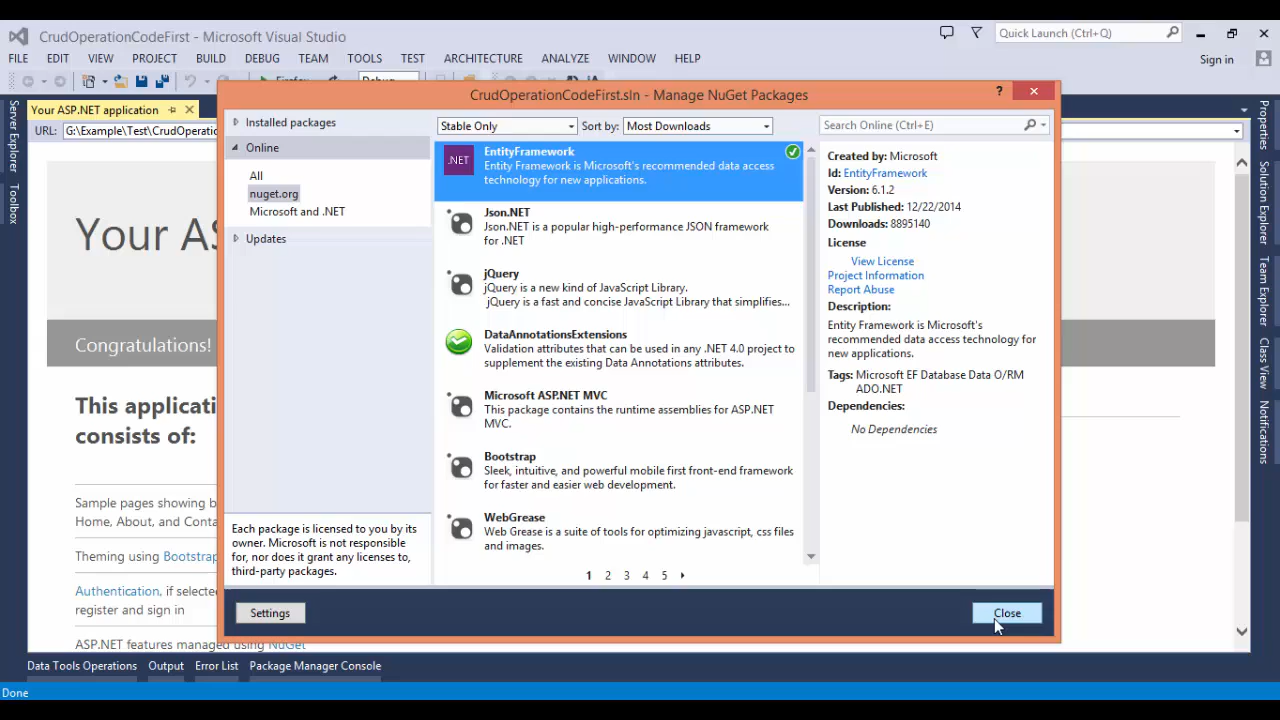 CrudOperationCodeFirst - Microsoft Visual Studio
Quick Launch (Ctrl+Q)
FILE EDIT VIEW PROJECT BUILD DEBUG TEAM TOOLS TEST ARCHITECTURE ANALYZE WINDOW HELP
Sign in
Server Explorer
Toolbox
Your ASP.NET application
URL: G:\Example\Test\CrudOperatio
Your AS
Congratulations!
This applicati
consists of:
Sample pages showing b
Home, About, and Conta
Theming using Bootstrap
Authentication, if selecte
register and sign in
ASP.NET features managed using NuGet
CrudOperationCodeFirst.sln - Manage NuGet Packages
?
Installed packages
Online
All
nuget.org
Microsoft and .NET
Updates
Each package is licensed to you by its
owner. Microsoft is not responsible
for, nor does it grant any licenses to,
third-party packages.
Settings
Stable Only
Sort by: Most Downloads
.NET
EntityFramework
Entity Framework is Microsoft's recommended data access
technology for new applications.
Json.NET
Json.NET is a popular high-performance JSON framework
for .NET
jQuery
jQuery is a new kind of JavaScript Library.
jQuery is a fast and concise JavaScript Library that simplifies...
DataAnnotationsExtensions
Validation attributes that can be used in any .NET 4.0 project to
supplement the existing Data Annotations attributes.
Microsoft ASP.NET MVC
This package contains the runtime assemblies for ASP.NET
MVC.
Bootstrap
Sleek, intuitive, and powerful mobile first front-end framework
for faster and easier web development.
WebGrease
Web Grease is a suite of tools for optimizing javascript, css files
and images.
1 2 3 4 5
Search Online (Ctrl+E)
Created by: Microsoft
Id: EntityFramework
Version: 6.1.2
Last Published: 12/22/2014
Downloads: 8895140
License
View License
Project Information
Report Abuse
Description:
Entity Framework is Microsoft's
recommended data access technology for
new applications.
Tags: Microsoft EF Database Data O/RM
ADO.NET
Dependencies:
No Dependencies
Close
Properties
Solution Explorer
Team Explorer
Class View
Notifications
Data Tools Operations Output Error List Package Manager Console
Done